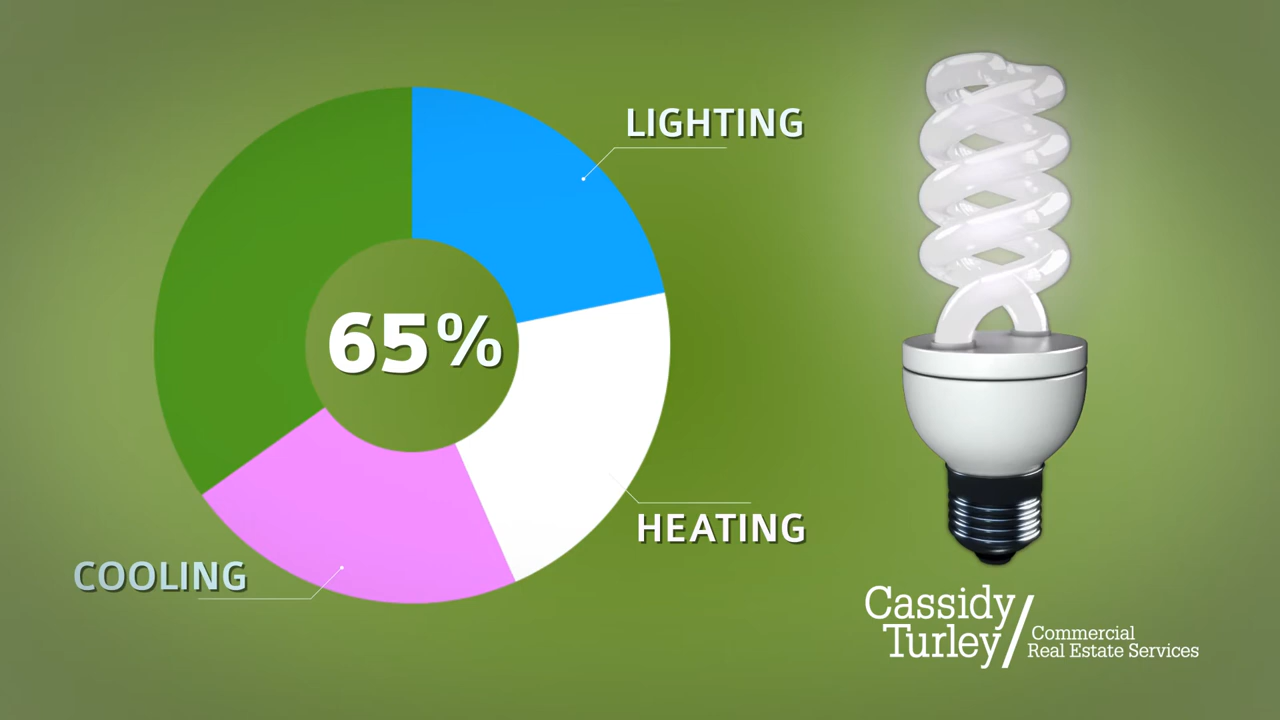 LIGHTING
65%
HEATING
COOLING
Cassidy
Turley
Commercial
Real Estate Services